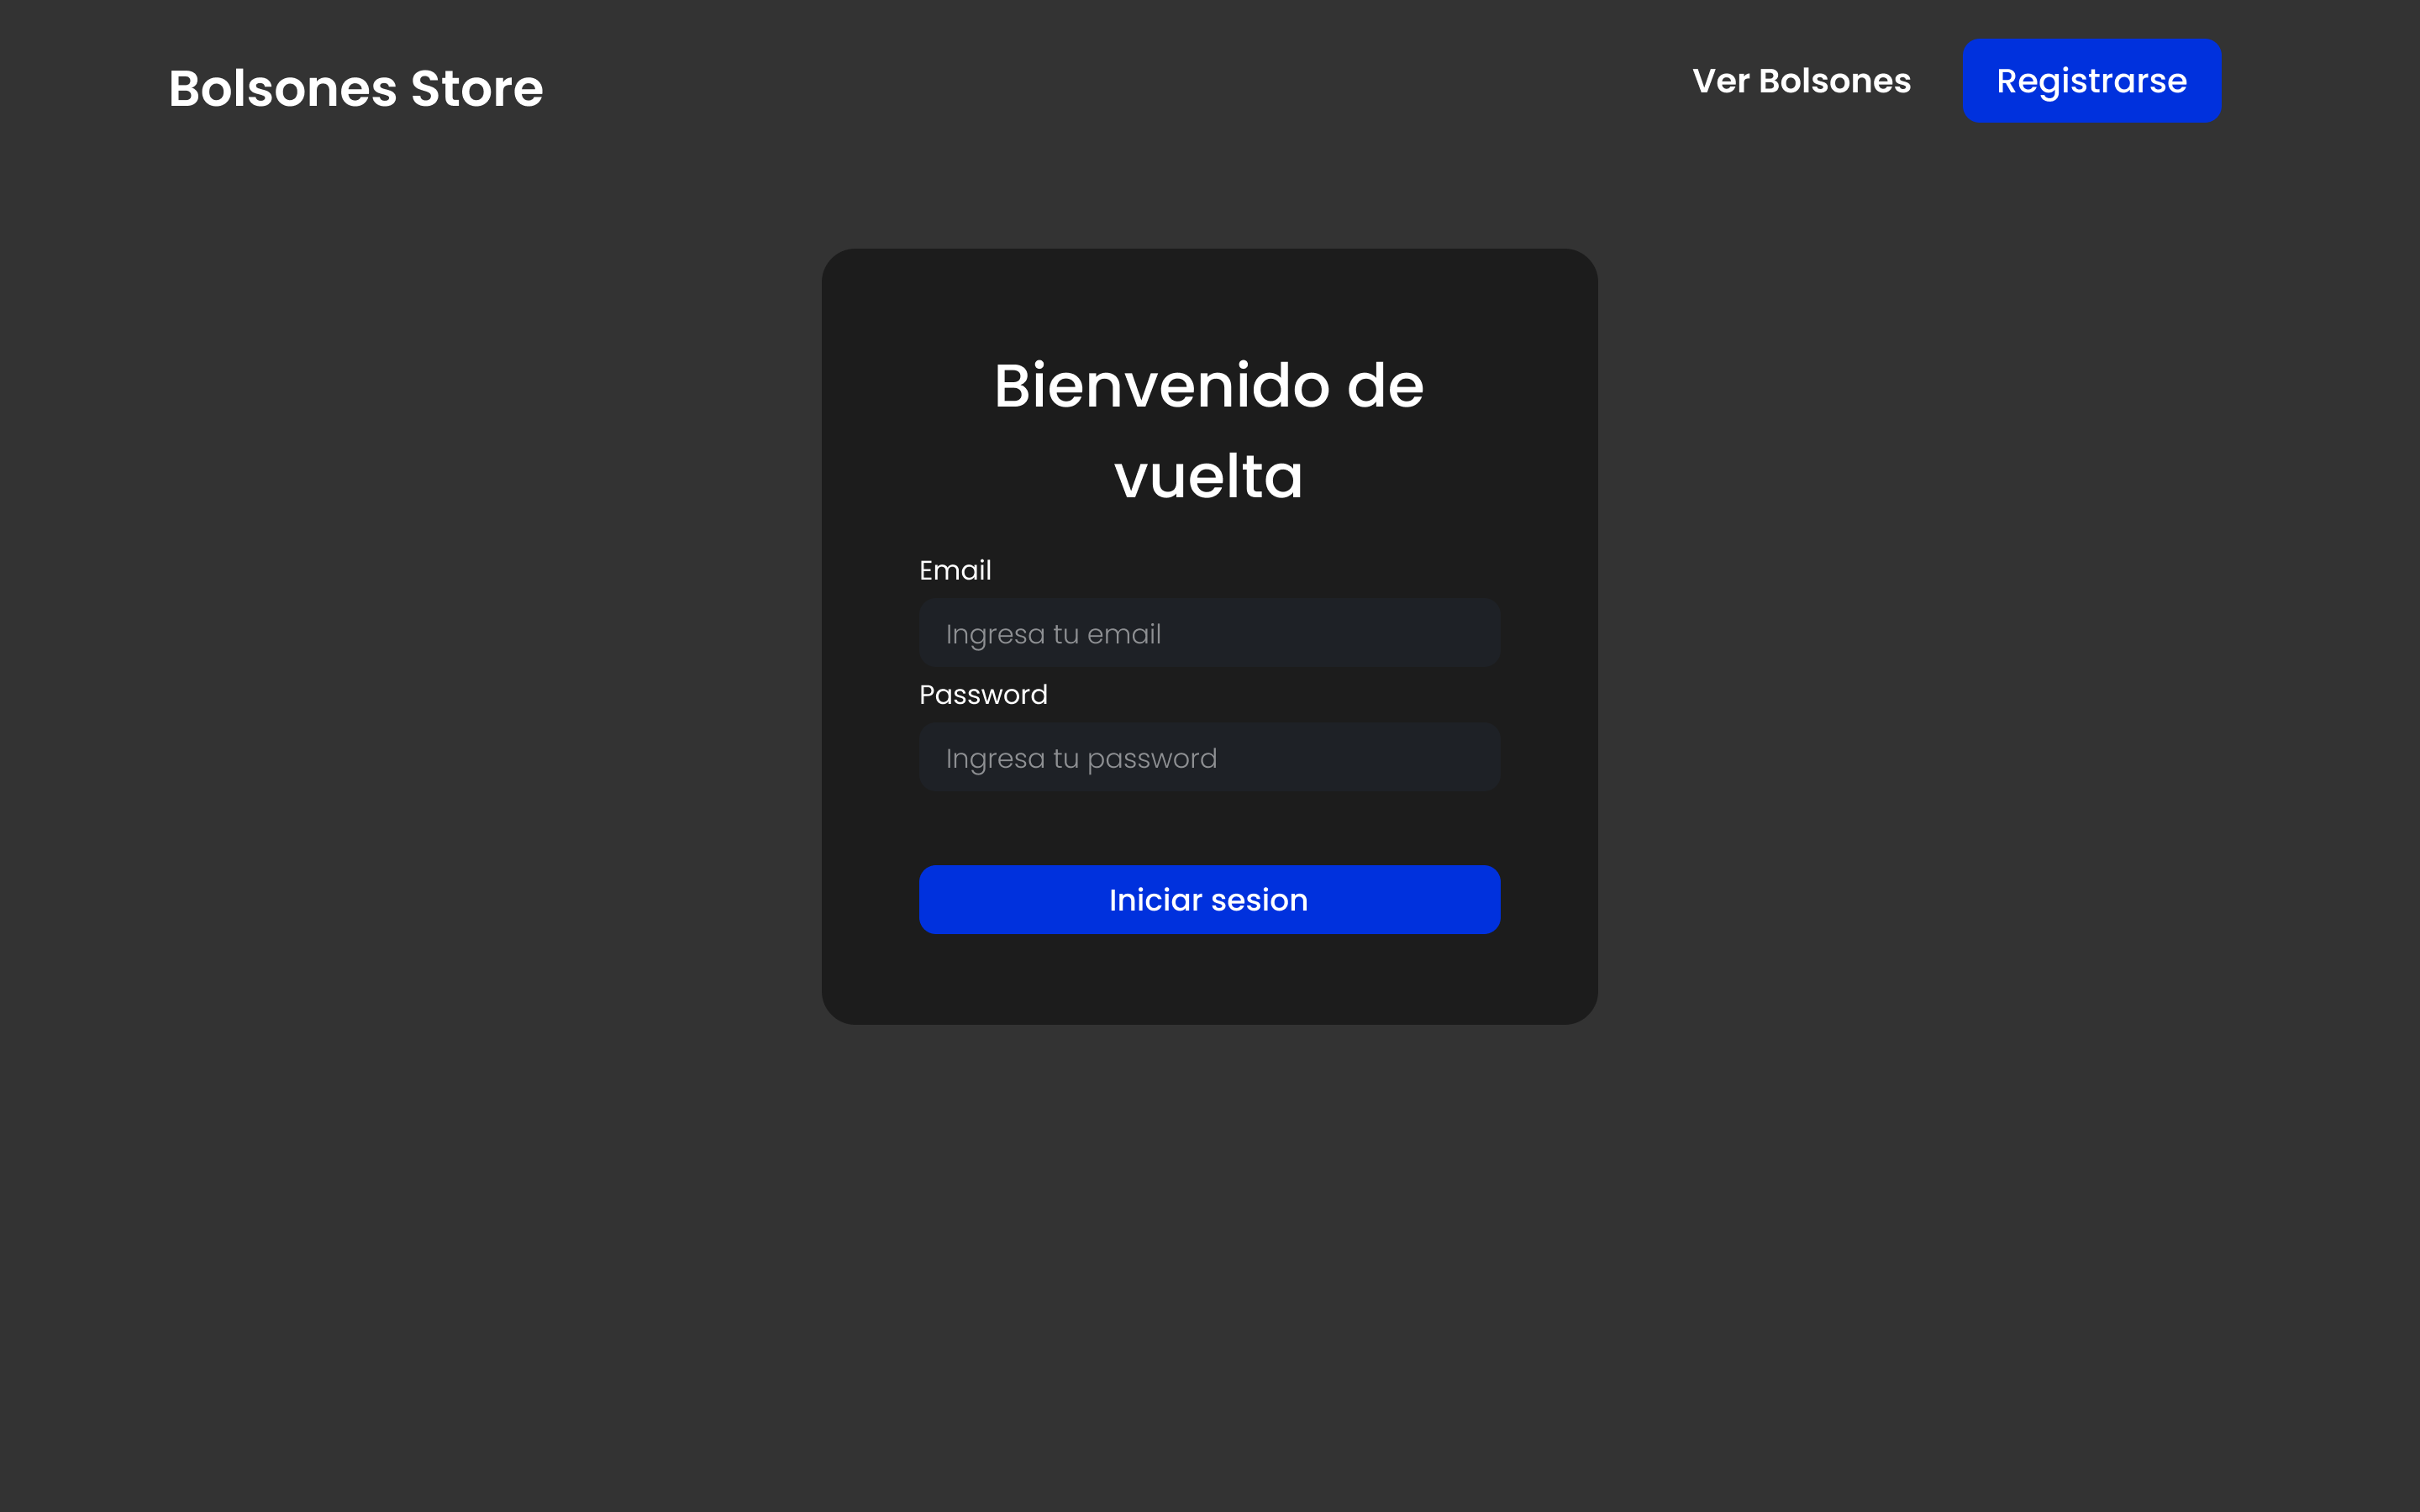 Bolsones Store
Ver Bolsones
Registrarse
Bienvenido de
vuelta
Email
Ingresa tu email
Password
Ingresa tu password
Iniciar sesion